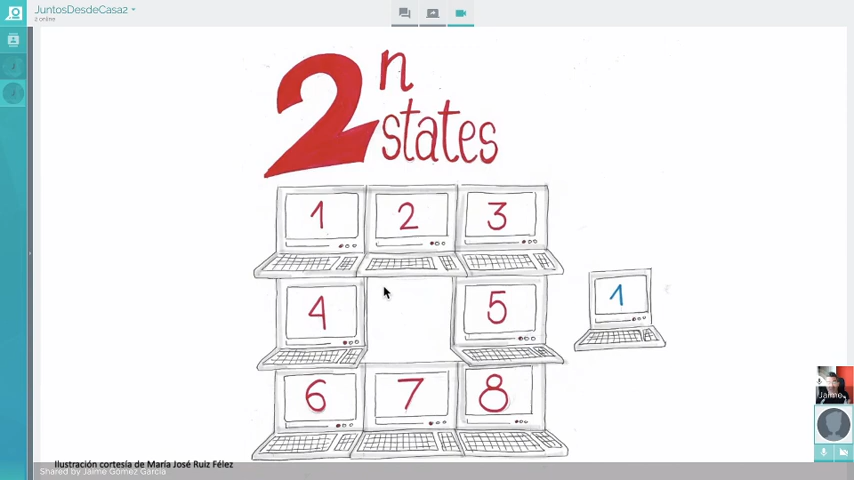 JuntosDesdeCasa2
2 online
2 n
states
1 2 3
4 5
1
6 7 8
Ilustración cortesía de María José Ruiz Félez
Shared by Jaime Gómez García
Jaime